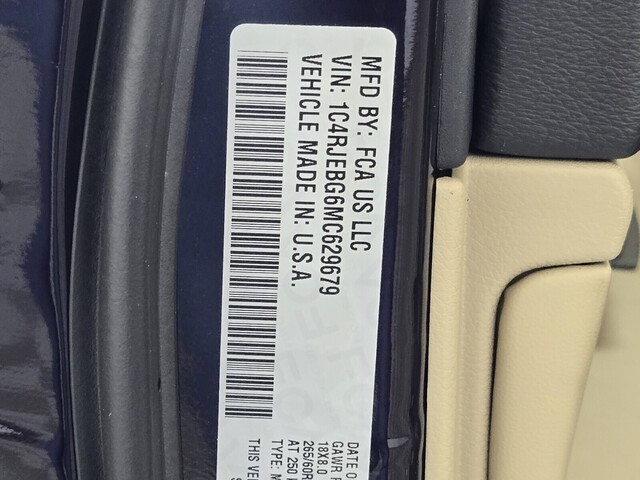 MFD BY: FCA US LLC
VIN: 1C4RJEBG6MC629679
VEHICLE MADE IN: U.S.A.
DATE O
GAWR F
18X8.0
265/60R
AT 250
TYPE: M
THIS VEH